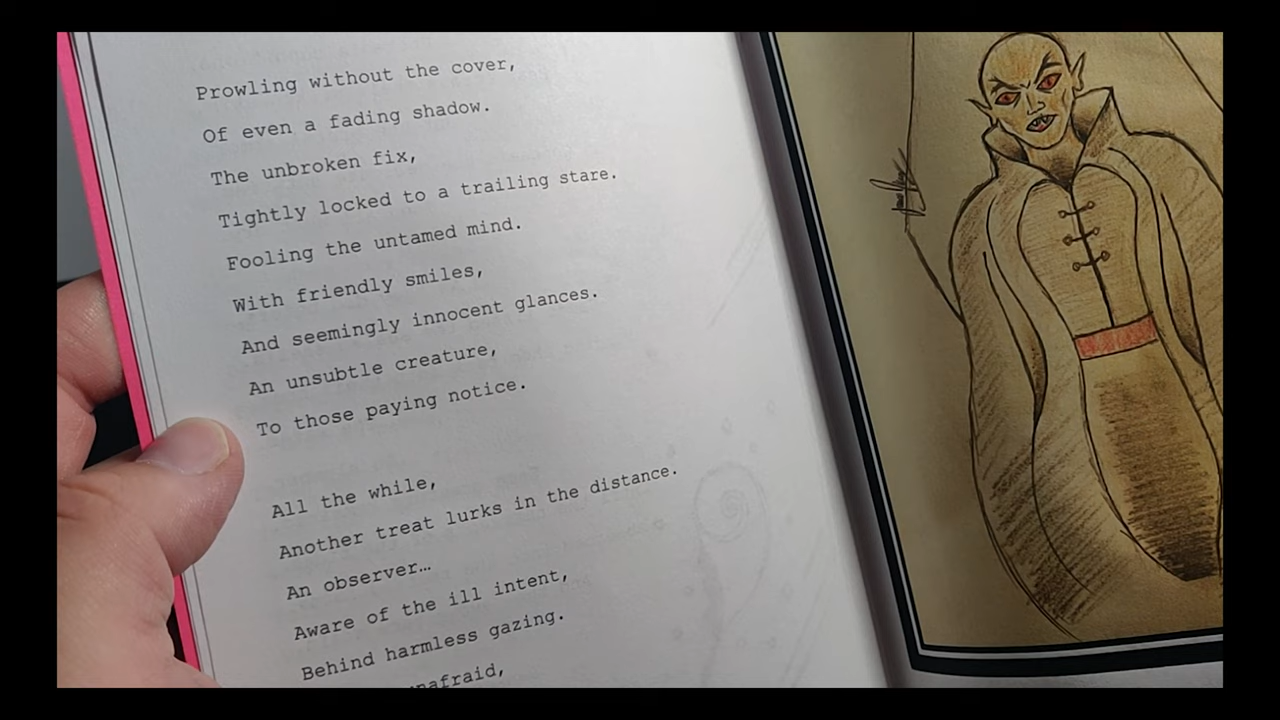 Prowling without the cover,
Of even a fading shadow.
The unbroken fix,
Tightly locked to a trailing stare.
Fooling the untamed mind.
With friendly smiles,
And seemingly innocent glances.
An unsubtle creature,
To those paying notice.
All the while,
Another treat lurks in the distance.
An observer…
Aware of the ill intent,
Behind harmless gazing.